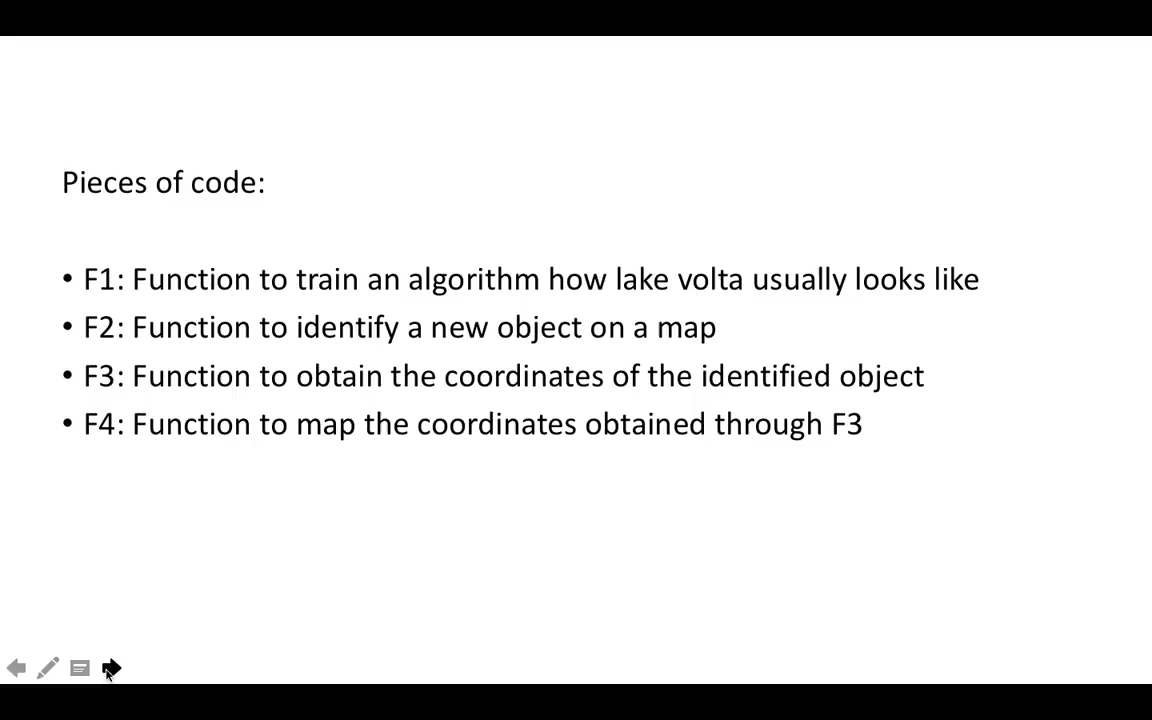 Pieces of code:
• F1: Function to train an algorithm how lake volta usually looks like
• F2: Function to identify a new object on a map
• F3: Function to obtain the coordinates of the identified object
• F4: Function to map the coordinates obtained through F3